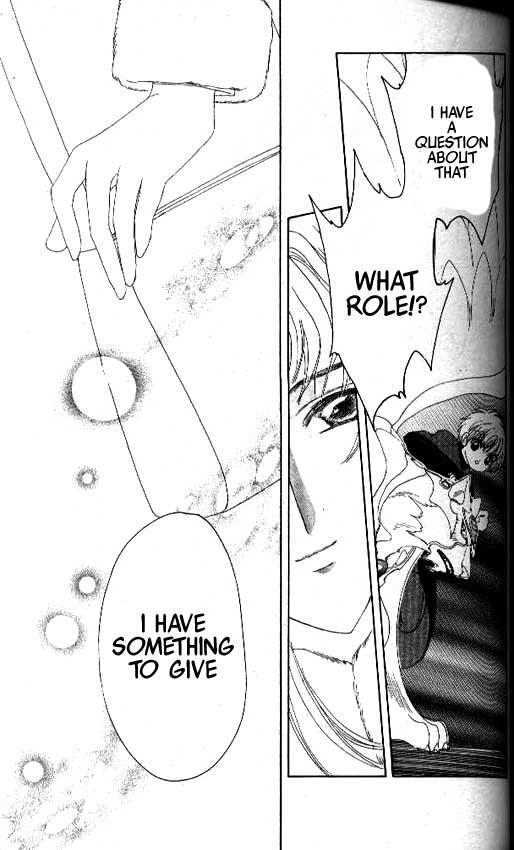 I HAVE
A
QUESTION
ABOUT
THAT
WHAT
ROLE!?
I HAVE
SOMETHING
TO GIVE